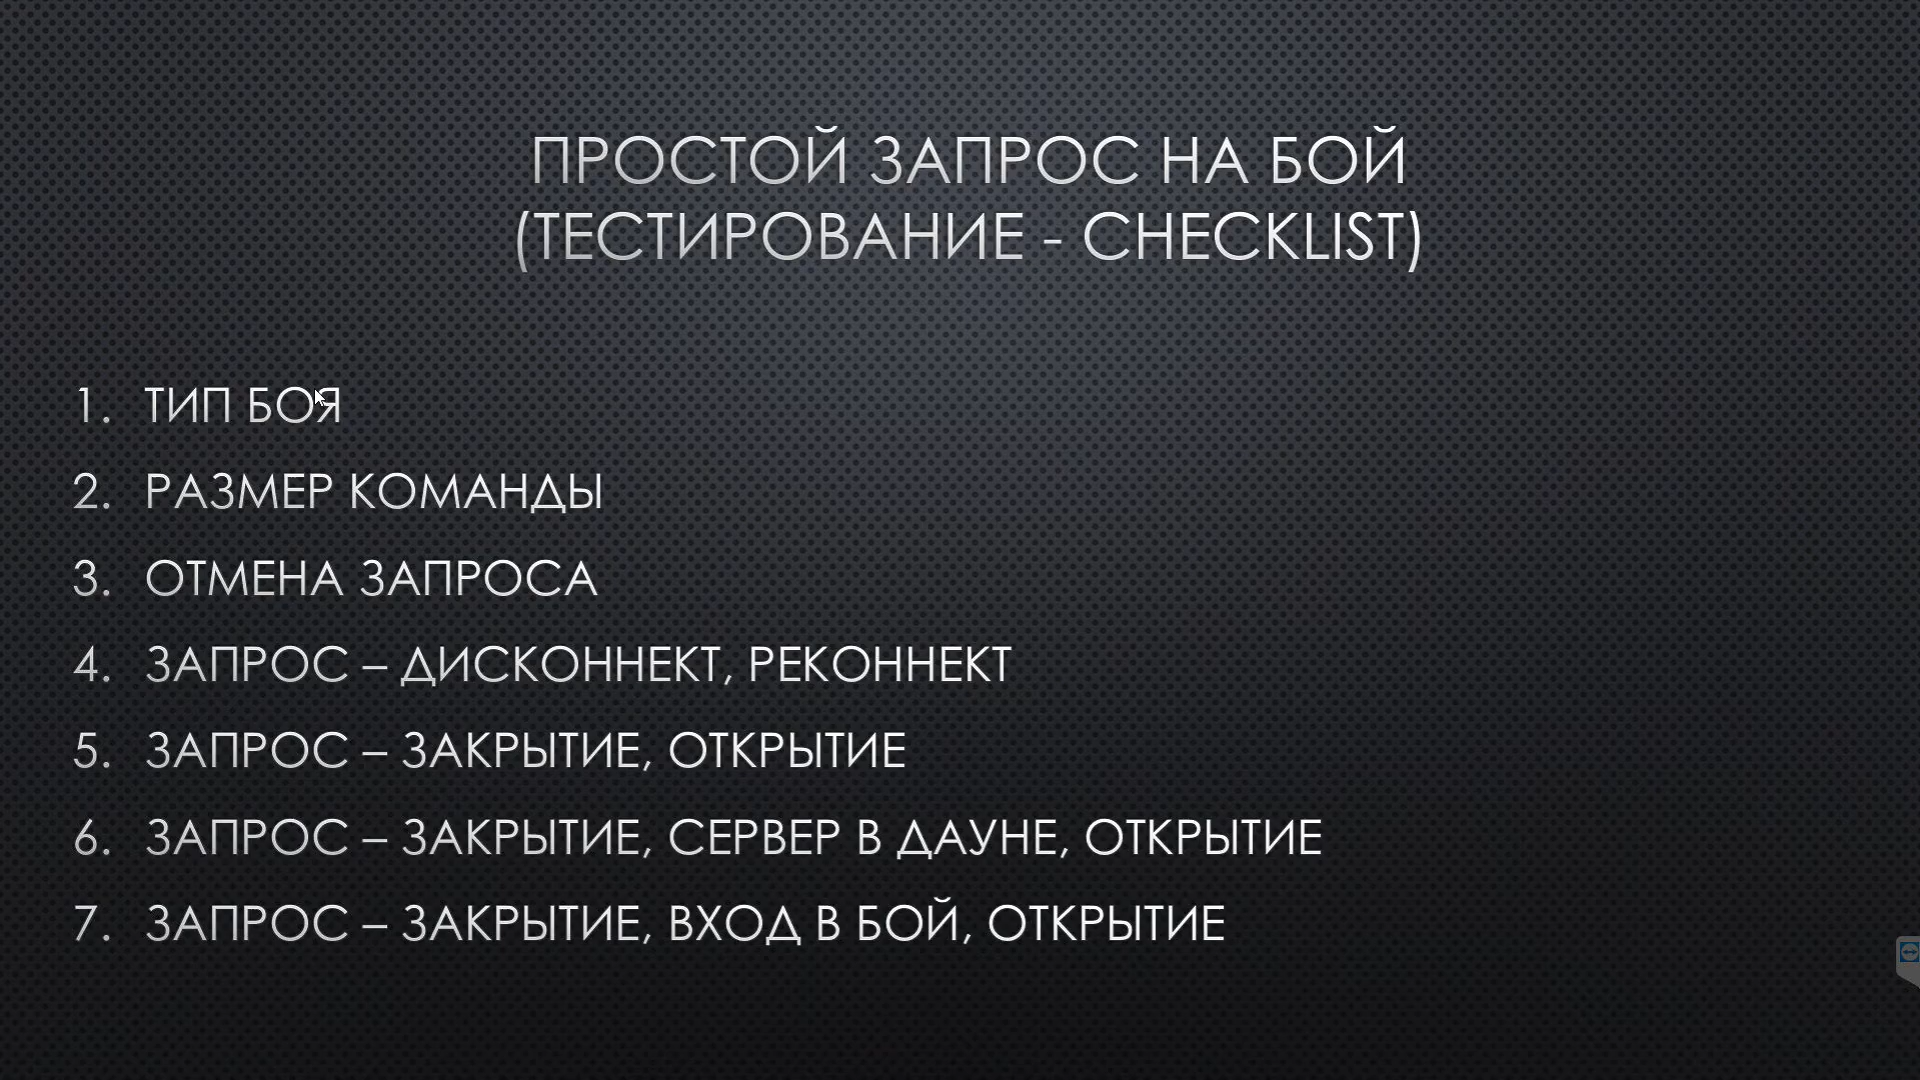 ПРОСТОЙ ЗАПРОС НА БОЙ
(ТЕСТИРОВАНИЕ - CHECKLIST)
1. ТИП БОЯ
2. РАЗМЕР КОМАНДЫ
3. ОТМЕНА ЗАПРОСА
4. ЗАПРОС – ДИСКОННЕКТ, РЕКОННЕКТ
5. ЗАПРОС – ЗАКРЫТИЕ, ОТКРЫТИЕ
6. ЗАПРОС – ЗАКРЫТИЕ, СЕРВЕР В ДАУНЕ, ОТКРЫТИЕ
7. ЗАПРОС – ЗАКРЫТИЕ, ВХОД В БОЙ, ОТКРЫТИЕ